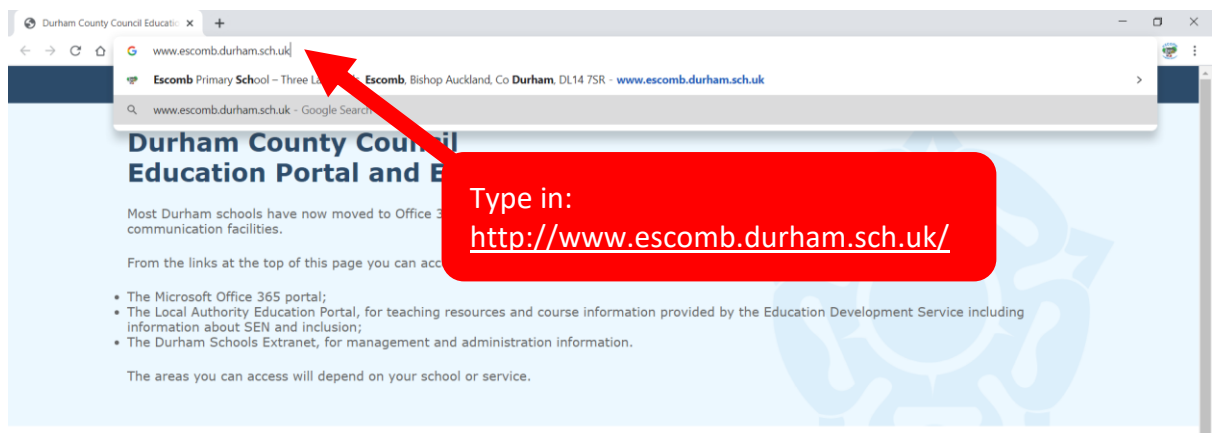 Durham County Council Educatic
www.escomb.durham.sch.uk
Escomb Primary School – Three La Escomb, Bishop Auckland, Co Durham, DL14 7SR - www.escomb.durham.sch.uk
www.escomb.durham.sch.uk - Google Search
Durham County Council
Education Portal and E
Type in:
http://www.escomb.durham.sch.uk/
Most Durham schools have now moved to Office 3
communication facilities.
From the links at the top of this page you can acc
• The Microsoft Office 365 portal;
• The Local Authority Education Portal, for teaching resources and course information provided by the Education Development Service including
information about SEN and inclusion;
• The Durham Schools Extranet, for management and administration information.
The areas you can access will depend on your school or service.